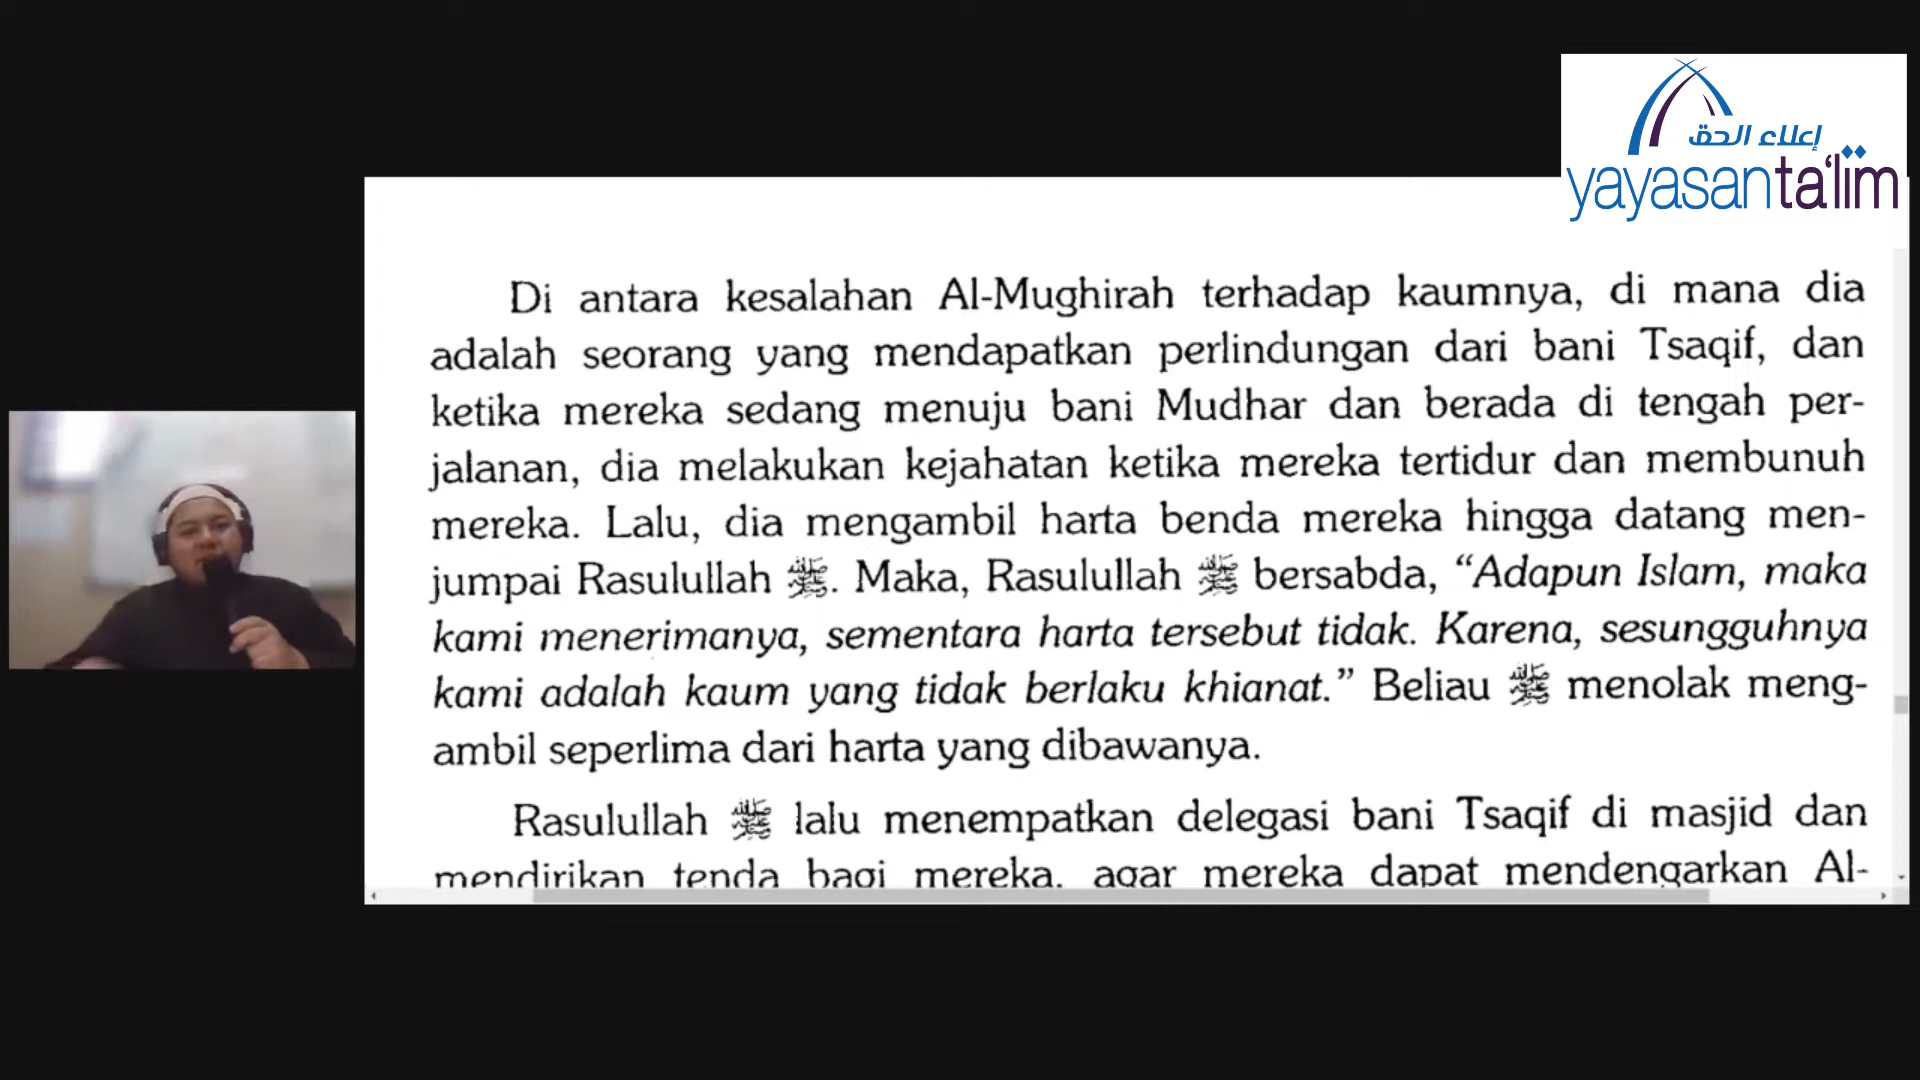 إعلاء الحق
yayasanta'lim
Di antara kesalahan Al-Mughirah terhadap kaumnya, di mana dia
adalah seorang yang mendapatkan perlindungan dari bani Tsaqif, dan
ketika mereka sedang menuju bani Mudhar dan berada di tengah per-
jalanan, dia melakukan kejahatan ketika mereka tertidur dan membunuh
mereka. Lalu, dia mengambil harta benda mereka hingga datang men-
jumpai Rasulullah ﷺ. Maka, Rasulullah ﷺ bersabda, “Adapun Islam, maka
kami menerimanya, sementara harta tersebut tidak. Karena, sesungguhnya
kami adalah kaum yang tidak berlaku khianat.” Beliau ﷺ menolak meng-
ambil seperlima dari harta yang dibawanya.
Rasulullah ﷺ lalu menempatkan delegasi bani Tsaqif di masjid dan
mendirikan tenda bagi mereka, agar mereka dapat mendengarkan Al-